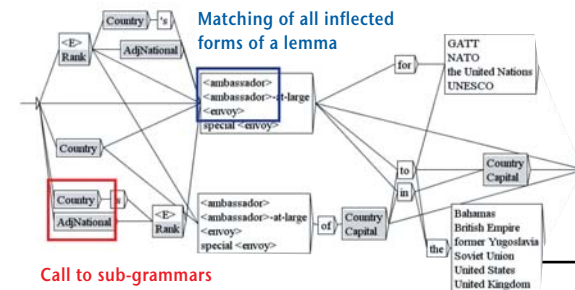 Matching of all inflected
forms of a lemma
Country
's
<E>
Rank
AdjNational
<ambassador>
<ambassador>-at-large
<envoy>
special <envoy>
for
GATT
NATO
the United Nations
UNESCO
Country
to
in
Country
Capital
Country
's
AdjNational
<E>
Rank
<ambassador>
<ambassador>-at-large
<envoy>
special <envoy>
of
Country
Capital
the
Bahamas
British Empire
former Yugoslavia
Soviet Union
United States
United Kingdom
Call to sub-grammars